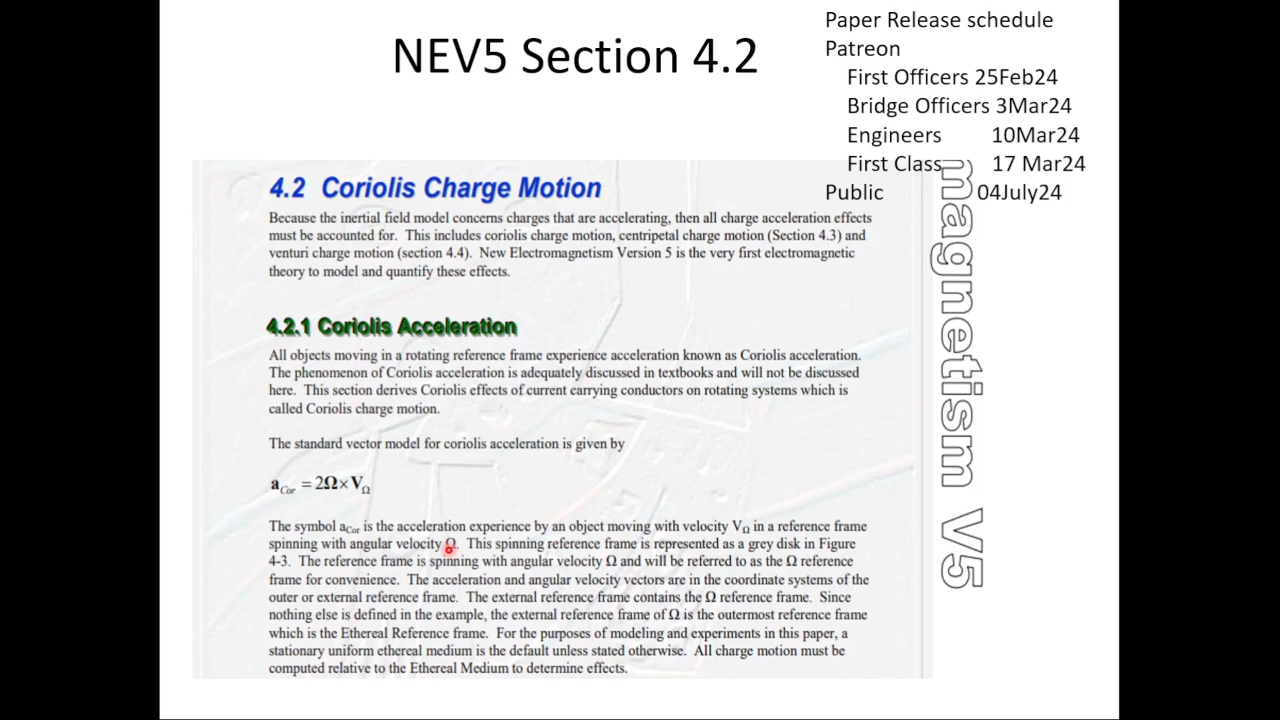 NEV5 Section 4.2
Paper Release schedule
Patreon
First Officers 25Feb24
Bridge Officers 3Mar24
Engineers 10Mar24
First Class 17 Mar24
Public 04July24
4.2 Coriolis Charge Motion
Because the inertial field model concerns charges that are accelerating, then all charge acceleration effects
must be accounted for. This includes coriolis charge motion, centripetal charge motion (Section 4.3) and
venturi charge motion (section 4.4). New Electromagnetism Version 5 is the very first electromagnetic
theory to model and quantify these effects.
4.2.1 Coriolis Acceleration
All objects moving in a rotating reference frame experience acceleration known as Coriolis acceleration.
The phenomenon of Coriolis acceleration is adequately discussed in textbooks and will not be discussed
here. This section derives Coriolis effects of current carrying conductors on rotating systems which is
called Coriolis charge motion.
The standard vector model for coriolis acceleration is given by
a_Cor = 2Ω×V_Ω
The symbol a_Cor is the acceleration experience by an object moving with velocity V_Ω in a reference frame
spinning with angular velocity Ω. This spinning reference frame is represented as a grey disk in Figure
4-3. The reference frame is spinning with angular velocity Ω and will be referred to as the Ω reference
frame for convenience. The acceleration and angular velocity vectors are in the coordinate systems of the
outer or external reference frame. The external reference frame contains the Ω reference frame. Since
nothing else is defined in the example, the external reference frame of Ω is the outermost reference frame
which is the Ethereal Reference frame. For the purposes of modeling and experiments in this paper, a
stationary uniform ethereal medium is the default unless stated otherwise. All charge motion must be
computed relative to the Ethereal Medium to determine effects.
magnetism V5